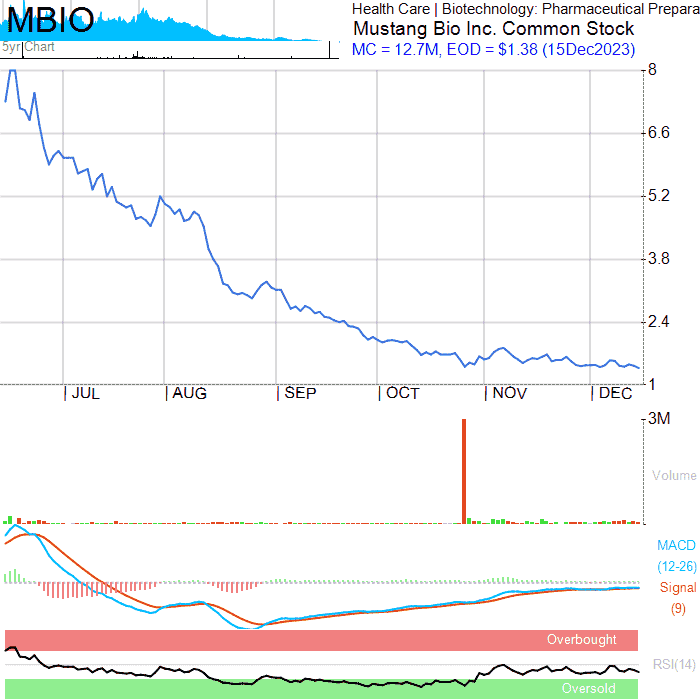 MBIO
Health Care | Biotechnology: Pharmaceutical Prepara
Mustang Bio Inc. Common Stock
MC = 12.7M, EOD = $1.38 (15Dec2023)
5yr Chart
8
6.6
5.2
3.8
2.4
1
JUL AUG SEP OCT NOV DEC
3M
Volume
MACD
(12-26)
Signal
(9)
Overbought
RSI(14)
Oversold